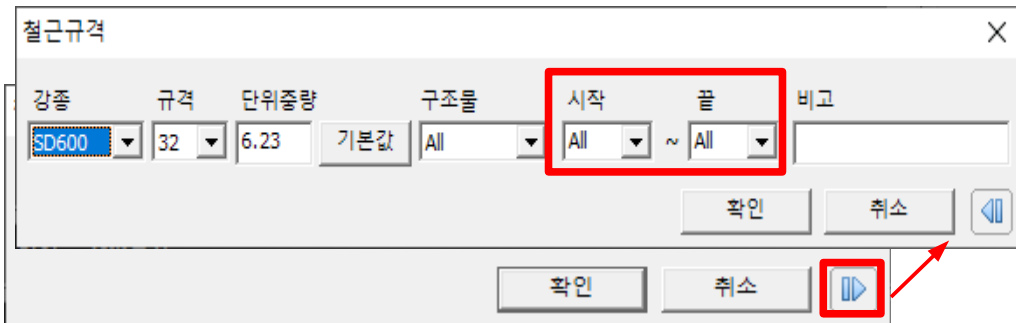 철근규격
강종 규격 단위중량 구조물 시작 끝 비고
SD600 32 6.23 기본값 All All ~ All
확인 취소
확인 취소